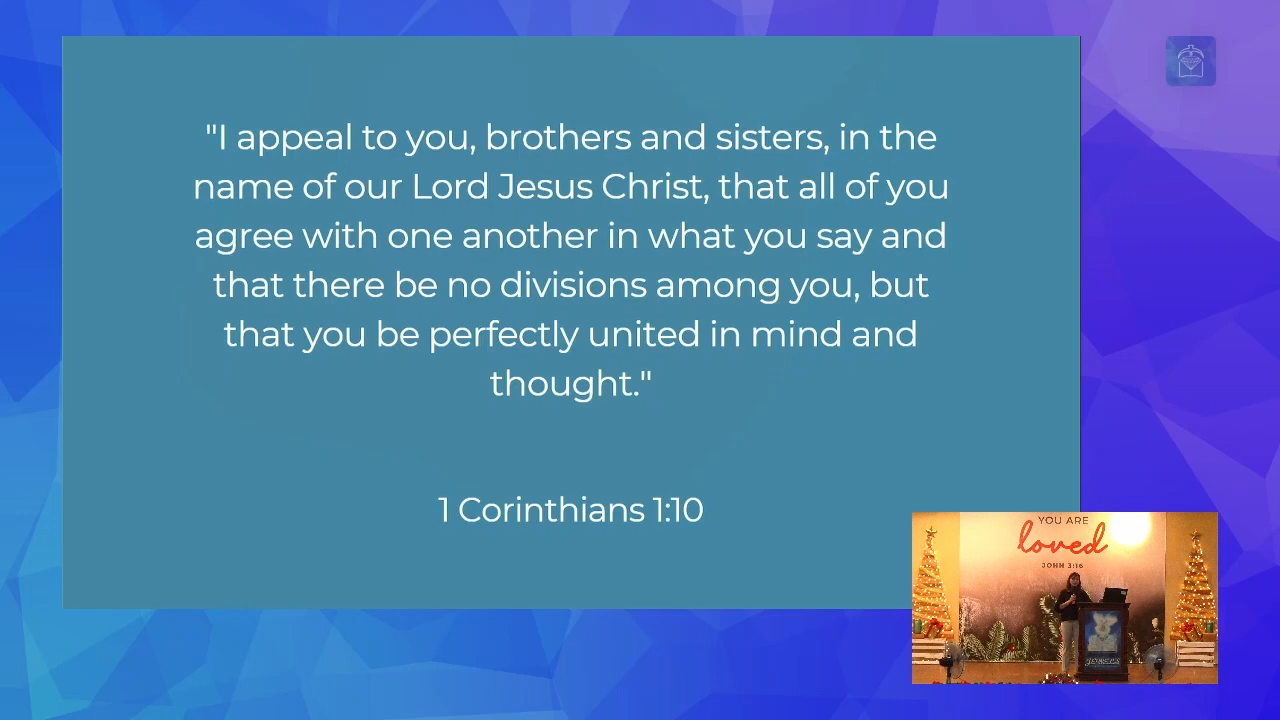 "I appeal to you, brothers and sisters, in the
name of our Lord Jesus Christ, that all of you
agree with one another in what you say and
that there be no divisions among you, but
that you be perfectly united in mind and
thought."
1 Corinthians 1:10
YOU ARE
loved
JOHN 3:16